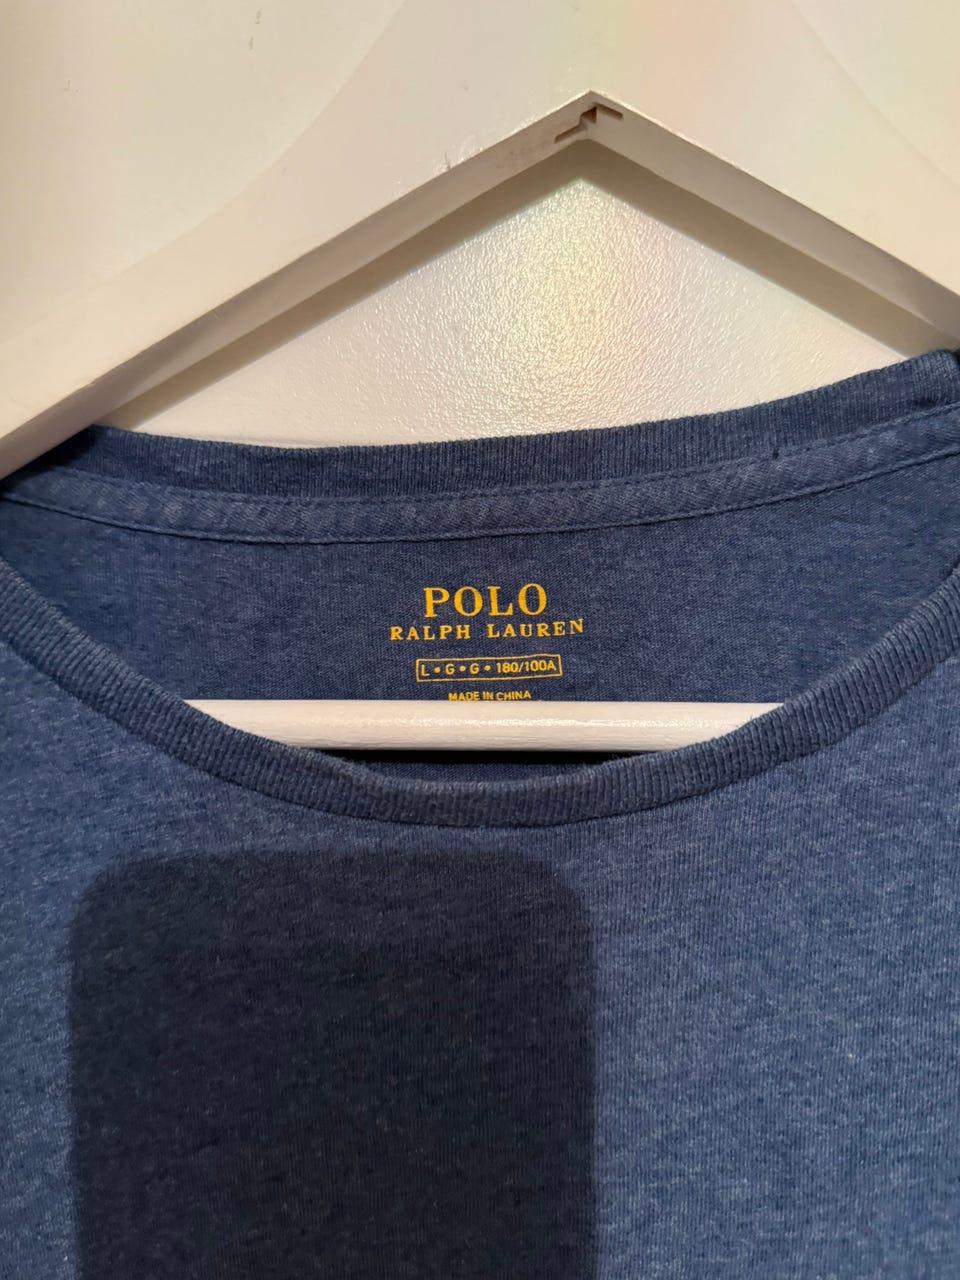 POLO
RALPH LAUREN
L • G • G • 180/100A
MADE IN CHINA